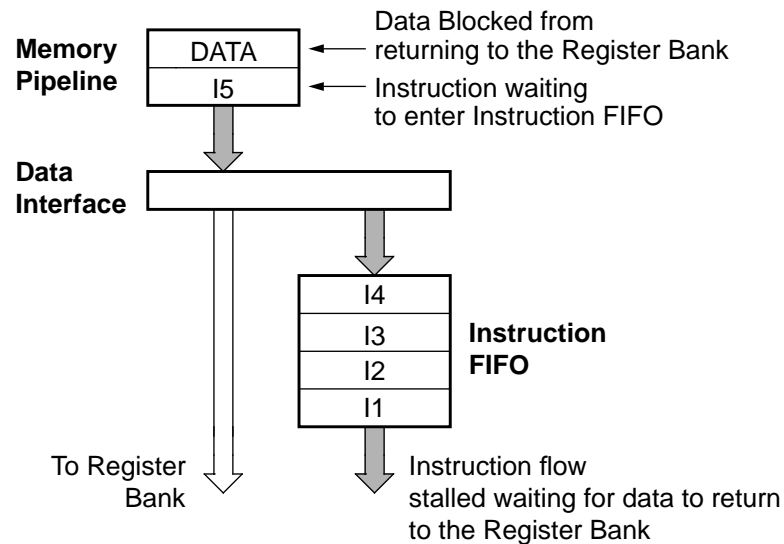 Memory
Pipeline
DATA
I5
Data Blocked from
returning to the Register Bank
Instruction waiting
to enter Instruction FIFO
Data
Interface
I4
I3
I2
I1
Instruction
FIFO
To Register
Bank
Instruction flow
stalled waiting for data to return
to the Register Bank